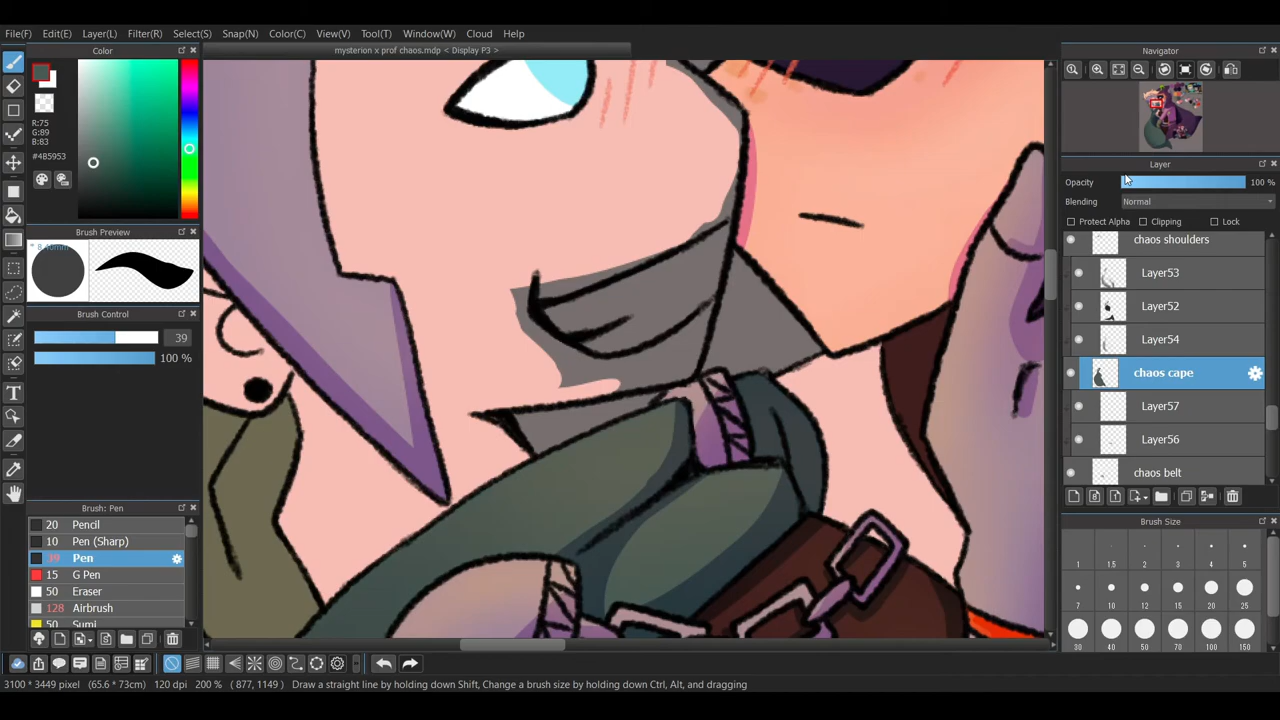 File(F) Edit(E) Layer(L) Filter(R) Select(S) Snap(N) Color(C) View(V) Tool(T) Window(W) Cloud Help
Color
mysterion x prof chaos.mdp < Display P3 >
Navigator
R:75
G:89
B:83
#4B5953
Layer
Opacity 100 %
Blending Normal
Protect Alpha Clipping Lock
Brush Preview
chaos shoulders
Layer53
Layer52
Brush Control
39
Layer54
100 %
chaos cape
Layer57
Layer56
chaos belt
Brush: Pen
20 Pencil
10 Pen (Sharp)
39 Pen
15 G Pen
50 Eraser
128 Airbrush
50 Sumi
Brush Size
1 1.5 2 3 4 5
7 10 12 15 20 25
30 40 50 70 100 150
3100 * 3449 pixel (65.6 * 73cm) 120 dpi 200 % ( 877, 1149 ) Draw a straight line by holding down Shift, Change a brush size by holding down Ctrl, Alt, and dragging